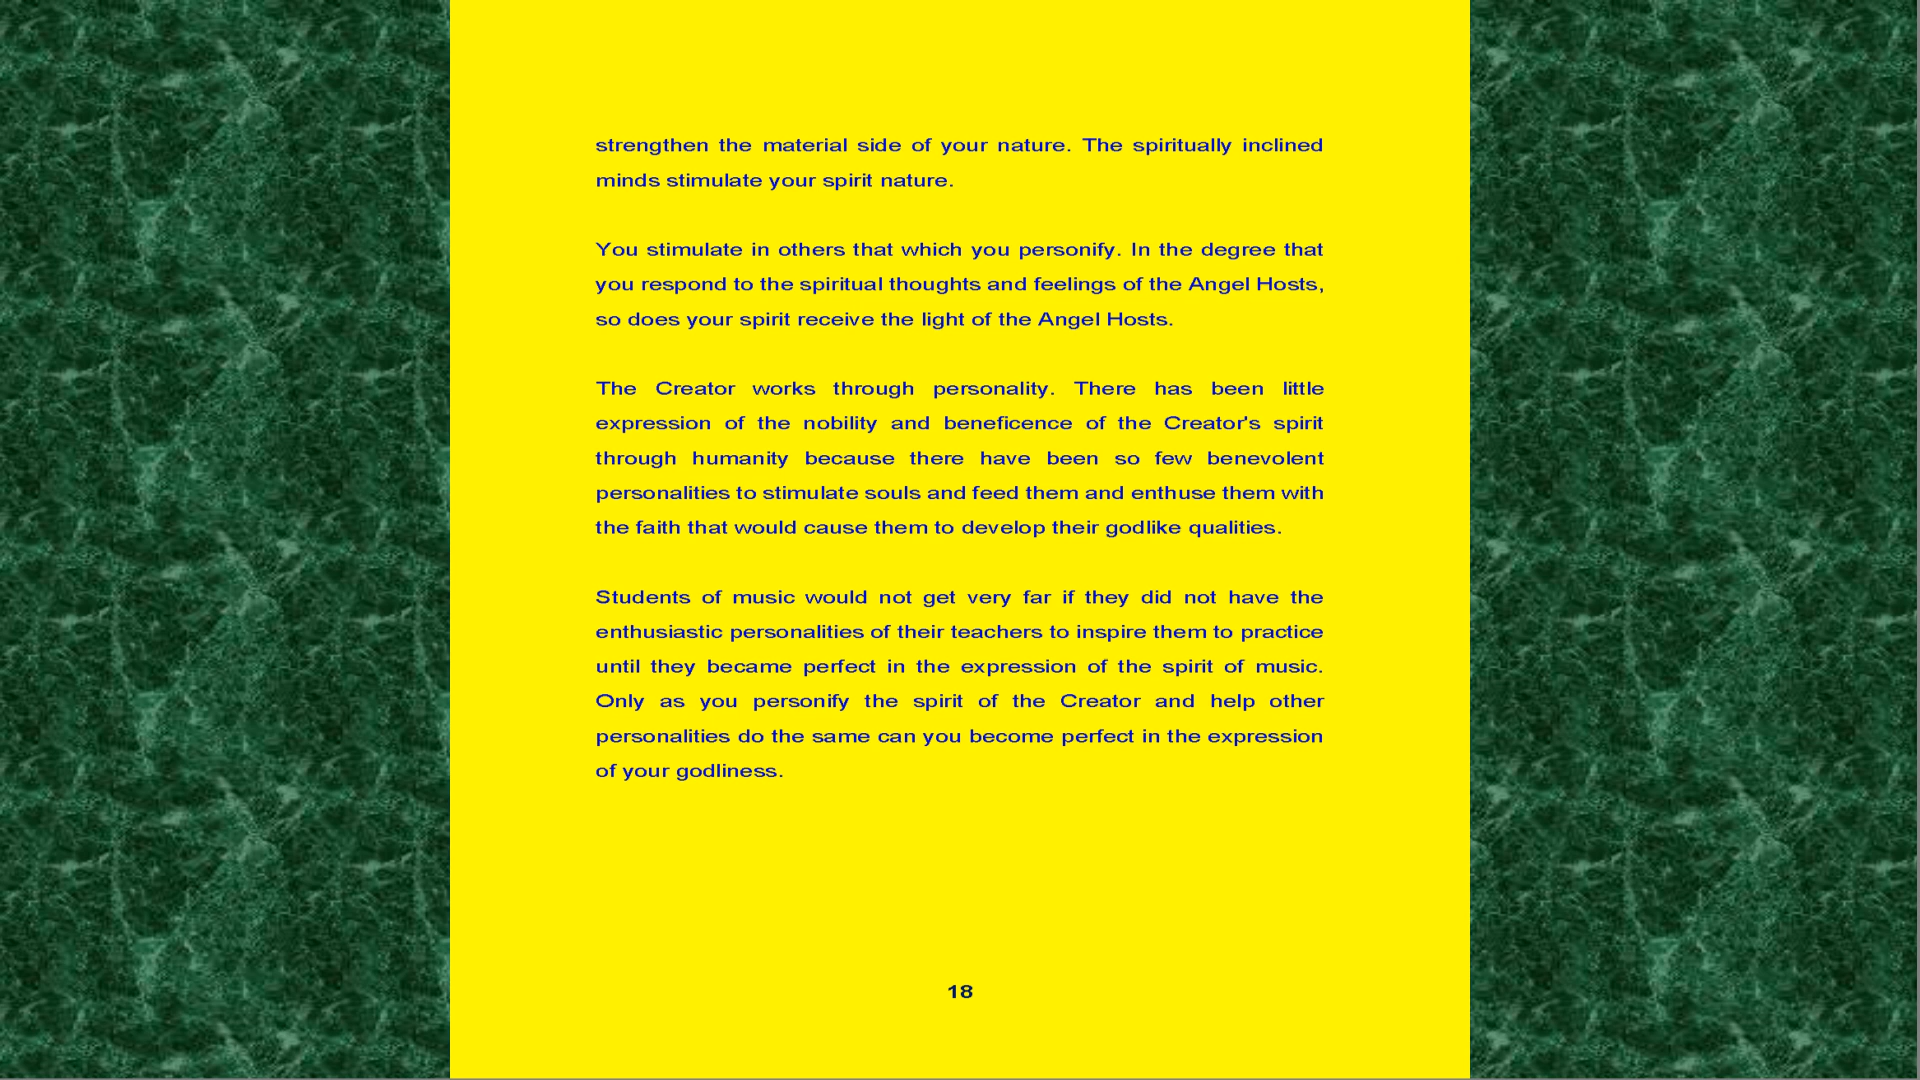 strengthen the material side of your nature. The spiritually inclined
minds stimulate your spirit nature.
You stimulate in others that which you personify. In the degree that
you respond to the spiritual thoughts and feelings of the Angel Hosts,
so does your spirit receive the light of the Angel Hosts.
The Creator works through personality. There has been little
expression of the nobility and beneficence of the Creator's spirit
through humanity because there have been so few benevolent
personalities to stimulate souls and feed them and enthuse them with
the faith that would cause them to develop their godlike qualities.
Students of music would not get very far if they did not have the
enthusiastic personalities of their teachers to inspire them to practice
until they became perfect in the expression of the spirit of music.
Only as you personify the spirit of the Creator and help other
personalities do the same can you become perfect in the expression
of your godliness.
18